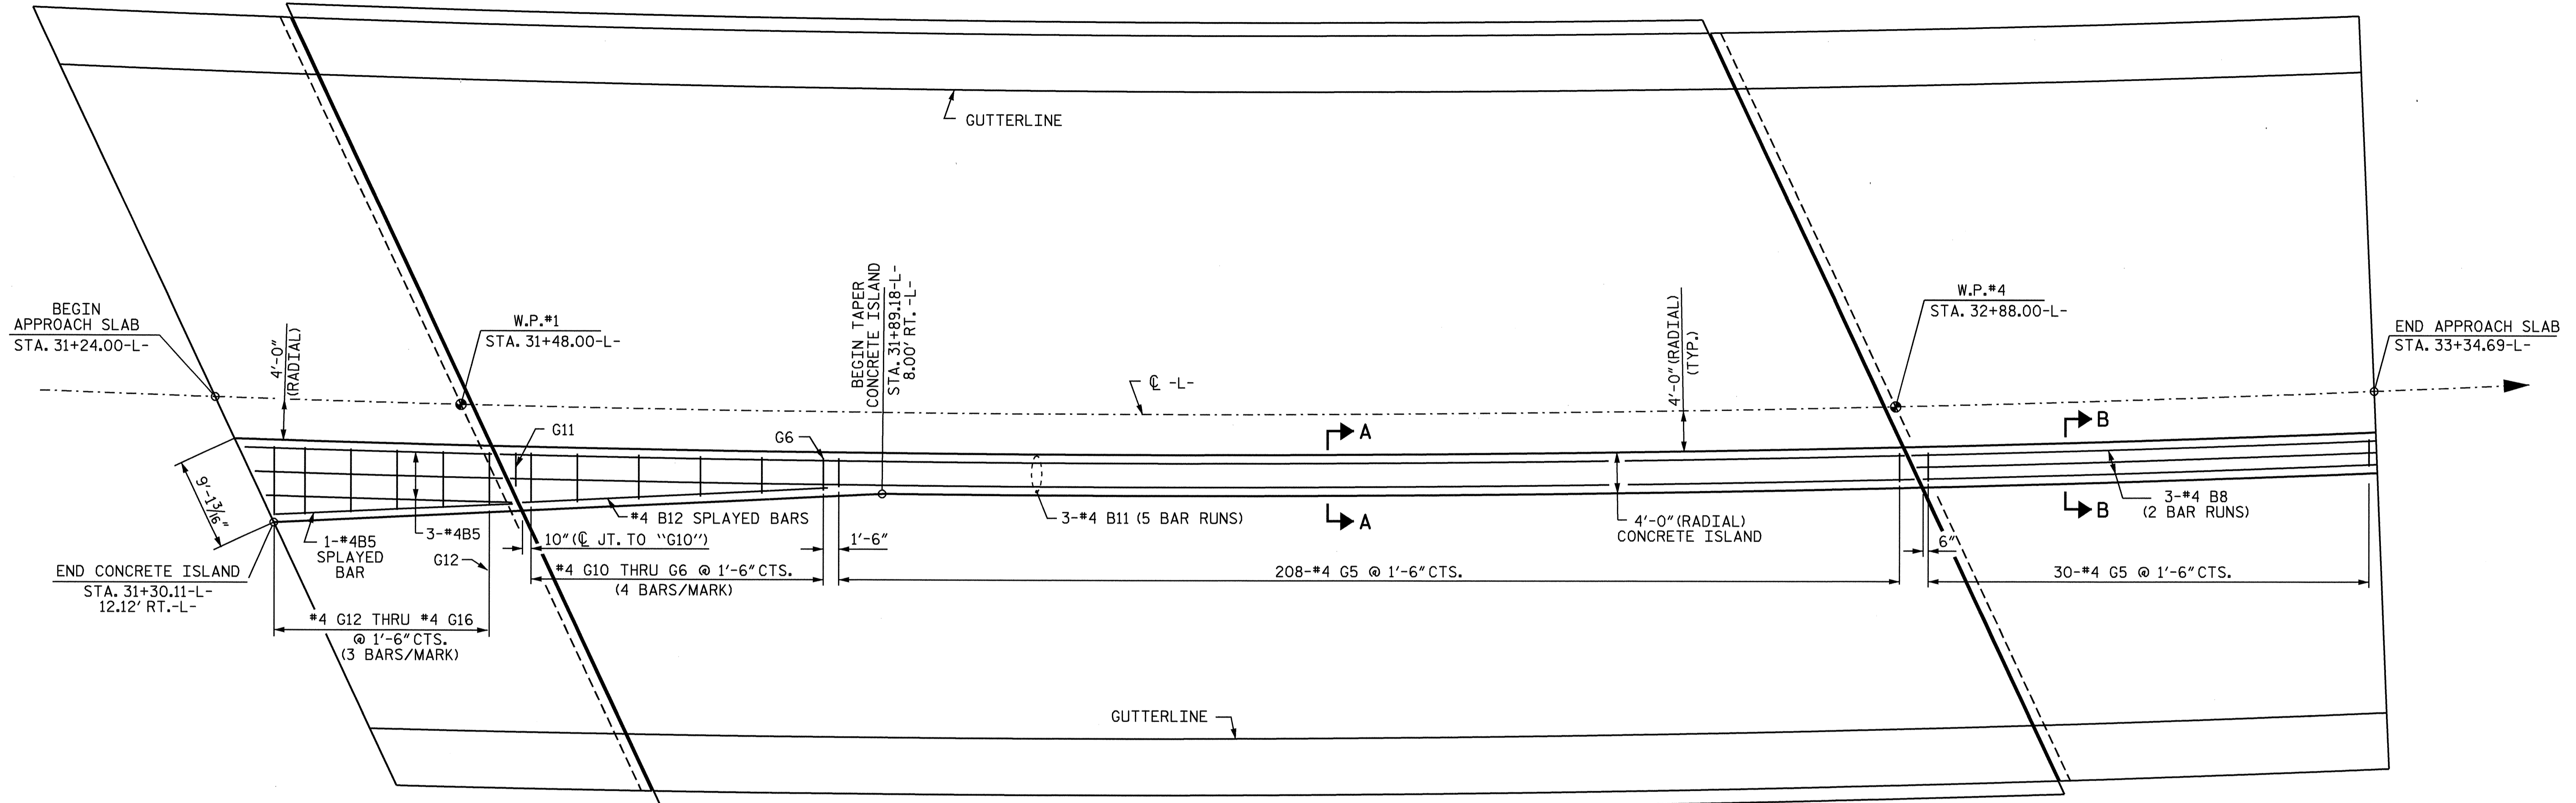 GUTTERLINE
BEGIN
APPROACH SLAB
STA. 31+24.00-L-
4'-0"
(RADIAL)
W.P.#1
STA. 31+48.00-L-
BEGIN TAPER
CONCRETE ISLAND
STA. 31+89.18-L-
8.00' RT. -L-
℄ -L-
4'-0" (RADIAL)
(TYP.)
W.P.#4
STA. 32+88.00-L-
END APPROACH SLAB
STA. 33+34.69-L-
G11
G6
A
B
9'-1 3/16"
1-#4B5
SPLAYED
BAR
3-#4B5
G12
#4 B12 SPLAYED BARS
10" (℄ JT. TO "G10")
1'-6"
3-#4 B11 (5 BAR RUNS)
A
4'-0" (RADIAL)
CONCRETE ISLAND
3-#4 B8
(2 BAR RUNS)
B
6"
END CONCRETE ISLAND
STA. 31+30.11-L-
12.12' RT.-L-
#4 G12 THRU #4 G16
@ 1'-6" CTS.
(3 BARS/MARK)
#4 G10 THRU G6 @ 1'-6" CTS.
(4 BARS/MARK)
208-#4 G5 @ 1'-6" CTS.
30-#4 G5 @ 1'-6" CTS.
GUTTERLINE